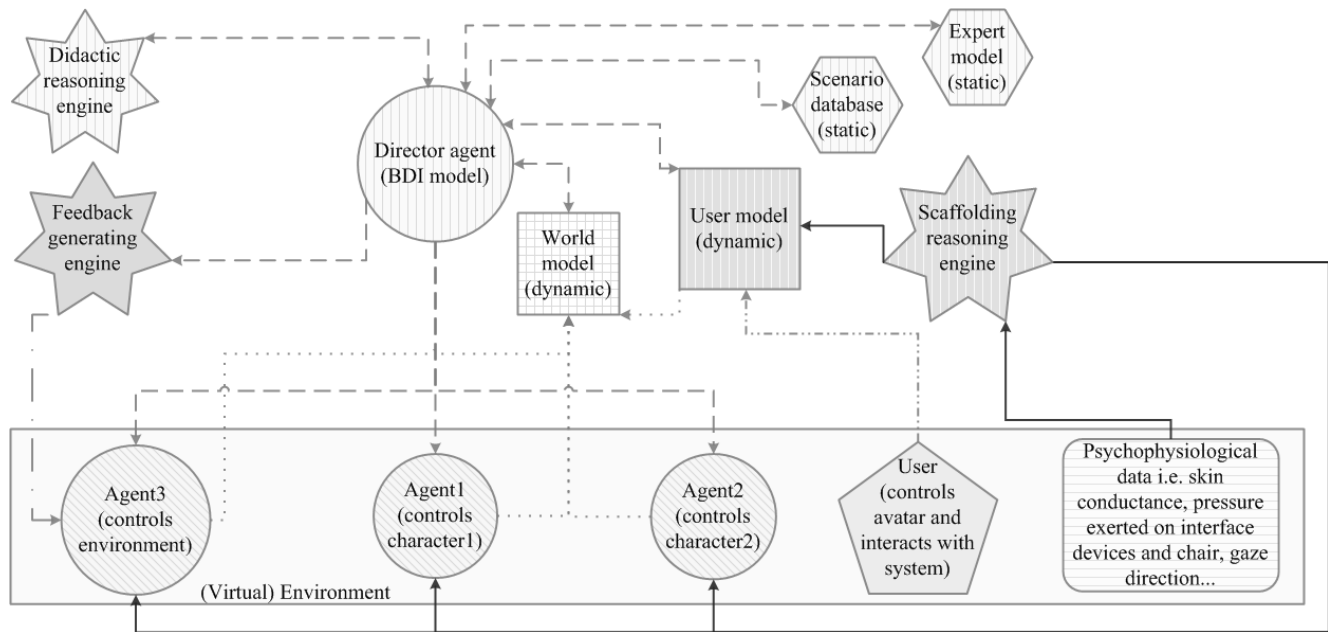 Didactic
reasoning
engine
Expert
model
(static)
Scenario
database
(static)
Director agent
(BDI model)
Feedback
generating
engine
World
model
(dynamic)
User model
(dynamic)
Scaffolding
reasoning
engine
Agent3
(controls
environment)
Agent1
(controls
character1)
Agent2
(controls
character2)
User
(controls
avatar and
interacts with
system)
Psychophysiological
data i.e. skin
conductance, pressure
exerted on interface
devices and chair, gaze
direction...
(Virtual) Environment